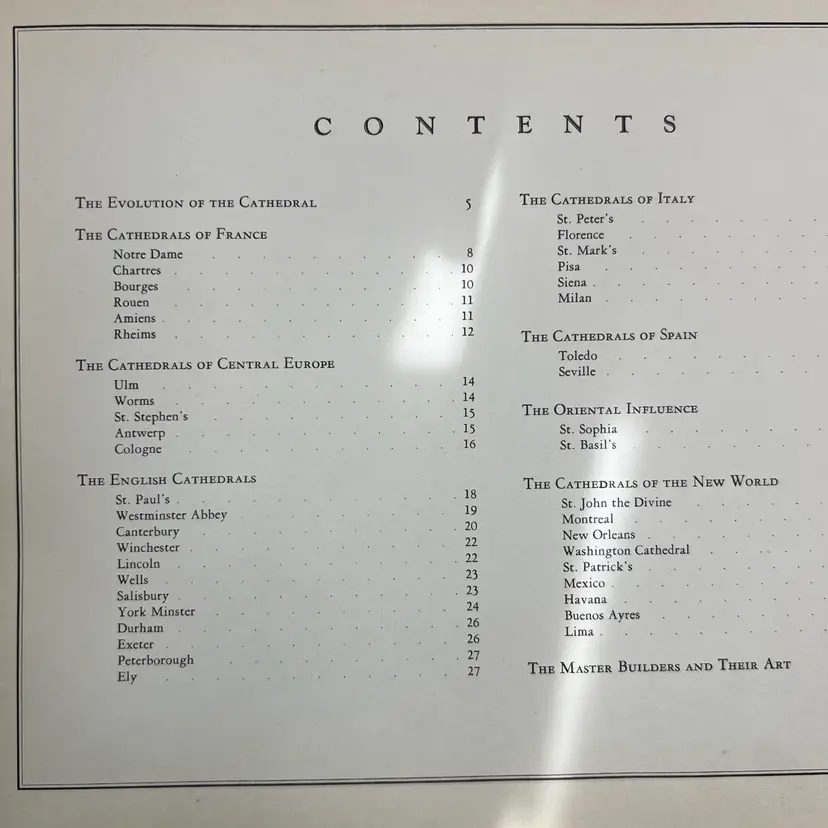 CONTENTS
THE EVOLUTION OF THE CATHEDRAL 5
THE CATHEDRALS OF FRANCE
Notre Dame . . . . . . . . . . 8
Chartres . . . . . . . . . . 10
Bourges . . . . . . . . . . 10
Rouen . . . . . . . . . . 11
Amiens . . . . . . . . . . 11
Rheims . . . . . . . . . . 12
THE CATHEDRALS OF CENTRAL EUROPE
Ulm . . . . . . . . . . 14
Worms . . . . . . . . . . 14
St. Stephen's . . . . . . . . . . 15
Antwerp . . . . . . . . . . 15
Cologne . . . . . . . . . . 16
THE ENGLISH CATHEDRALS
St. Paul's . . . . . . . . . . 18
Westminster Abbey . . . . . . . . 19
Canterbury . . . . . . . . . . 20
Winchester . . . . . . . . . . 22
Lincoln . . . . . . . . . . 22
Wells . . . . . . . . . . 23
Salisbury . . . . . . . . . . 23
York Minster . . . . . . . . . 24
Durham . . . . . . . . . . 26
Exeter . . . . . . . . . . 26
Peterborough . . . . . . . . . 27
Ely . . . . . . . . . . 27
THE CATHEDRALS OF ITALY
St. Peter's . . . . . .
Florence . . . . . .
St. Mark's . . . . . .
Pisa . . . . . .
Siena . . . . . .
Milan . . . . . .
THE CATHEDRALS OF SPAIN
Toledo . . . . . .
Seville . . . . . .
THE ORIENTAL INFLUENCE
St. Sophia . . . . . .
St. Basil's . . . . . .
THE CATHEDRALS OF THE NEW WORLD
St. John the Divine . . . .
Montreal . . . . . .
New Orleans . . . . . .
Washington Cathedral . . . .
St. Patrick's . . . . . .
Mexico . . . . . .
Havana . . . . . .
Buenos Ayres . . . . . .
Lima . . . . . .
THE MASTER BUILDERS AND THEIR ART